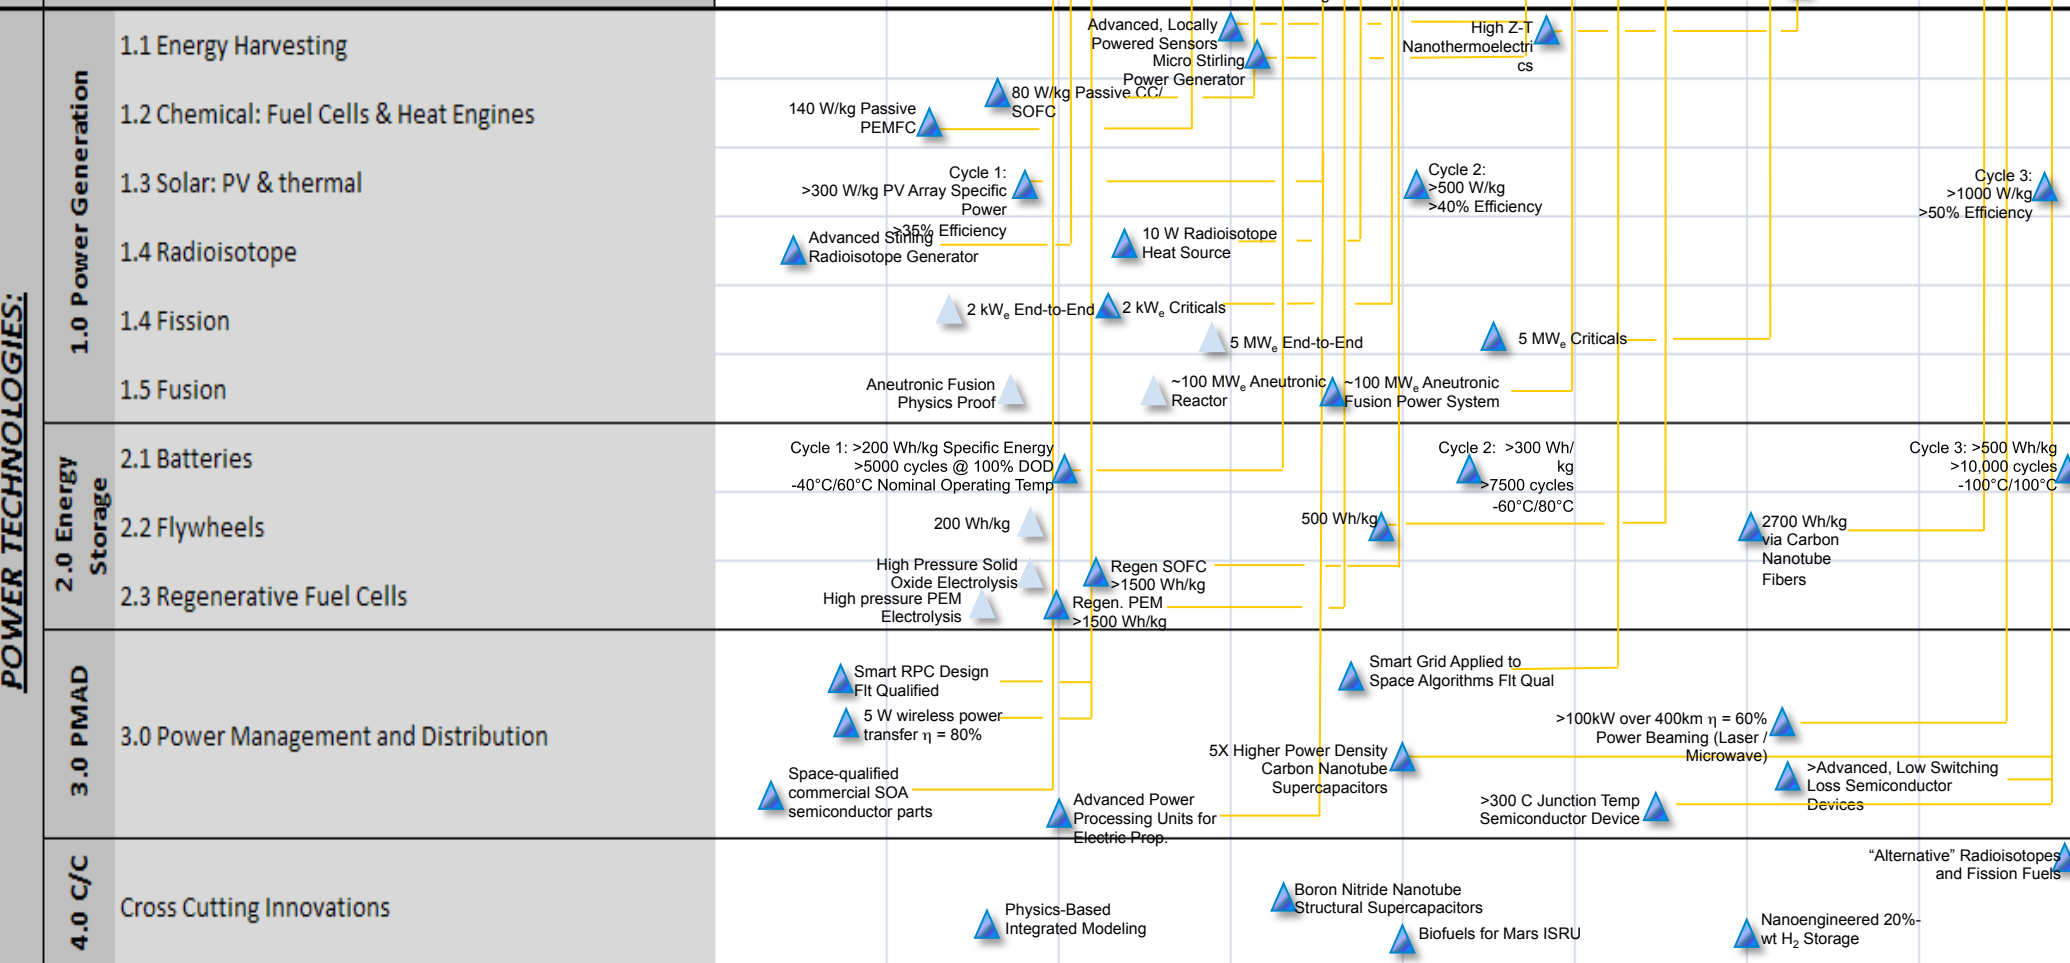 POWER TECHNOLOGIES:
1.0 Power Generation
1.1 Energy Harvesting
Advanced, Locally
Powered Sensors
Micro Stirling
Power Generator
High Z-T
Nanothermoelectri
cs
1.2 Chemical: Fuel Cells & Heat Engines
140 W/kg Passive
PEMFC
80 W/kg Passive CC/
SOFC
1.3 Solar: PV & thermal
Cycle 1:
>300 W/kg PV Array Specific
Power
>35% Efficiency
Cycle 2:
>500 W/kg
>40% Efficiency
Cycle 3:
>1000 W/kg
>50% Efficiency
1.4 Radioisotope
Advanced Stirling
Radioisotope Generator
10 W Radioisotope
Heat Source
1.4 Fission
2 kWe End-to-End
2 kWe Criticals
5 MWe End-to-End
5 MWe Criticals
1.5 Fusion
Aneutronic Fusion
Physics Proof
~100 MWe Aneutronic
Reactor
~100 MWe Aneutronic
Fusion Power System
2.0 Energy
Storage
2.1 Batteries
Cycle 1: >200 Wh/kg Specific Energy
>5000 cycles @ 100% DOD
-40°C/60°C Nominal Operating Temp
Cycle 2: >300 Wh/
kg
>7500 cycles
-60°C/80°C
Cycle 3: >500 Wh/kg
>10,000 cycles
-100°C/100°C
2.2 Flywheels
200 Wh/kg
500 Wh/kg
2700 Wh/kg
via Carbon
Nanotube
Fibers
2.3 Regenerative Fuel Cells
High Pressure Solid
Oxide Electrolysis
High pressure PEM
Electrolysis
Regen SOFC
>1500 Wh/kg
Regen. PEM
>1500 Wh/kg
3.0 PMAD
3.0 Power Management and Distribution
Smart RPC Design
Flt Qualified
5 W wireless power
transfer η = 80%
Space-qualified
commercial SOA
semiconductor parts
Advanced Power
Processing Units for
Electric Prop.
Smart Grid Applied to
Space Algorithms Flt Qual
5X Higher Power Density
Carbon Nanotube
Supercapacitors
>100kW over 400km η = 60%
Power Beaming (Laser /
Microwave)
>Advanced, Low Switching
Loss Semiconductor
Devices
>300 C Junction Temp
Semiconductor Device
4.0 C/C
Cross Cutting Innovations
Physics-Based
Integrated Modeling
Boron Nitride Nanotube
Structural Supercapacitors
Biofuels for Mars ISRU
Nanoengineered 20%-
wt H2 Storage
“Alternative” Radioisotopes
and Fission Fuels